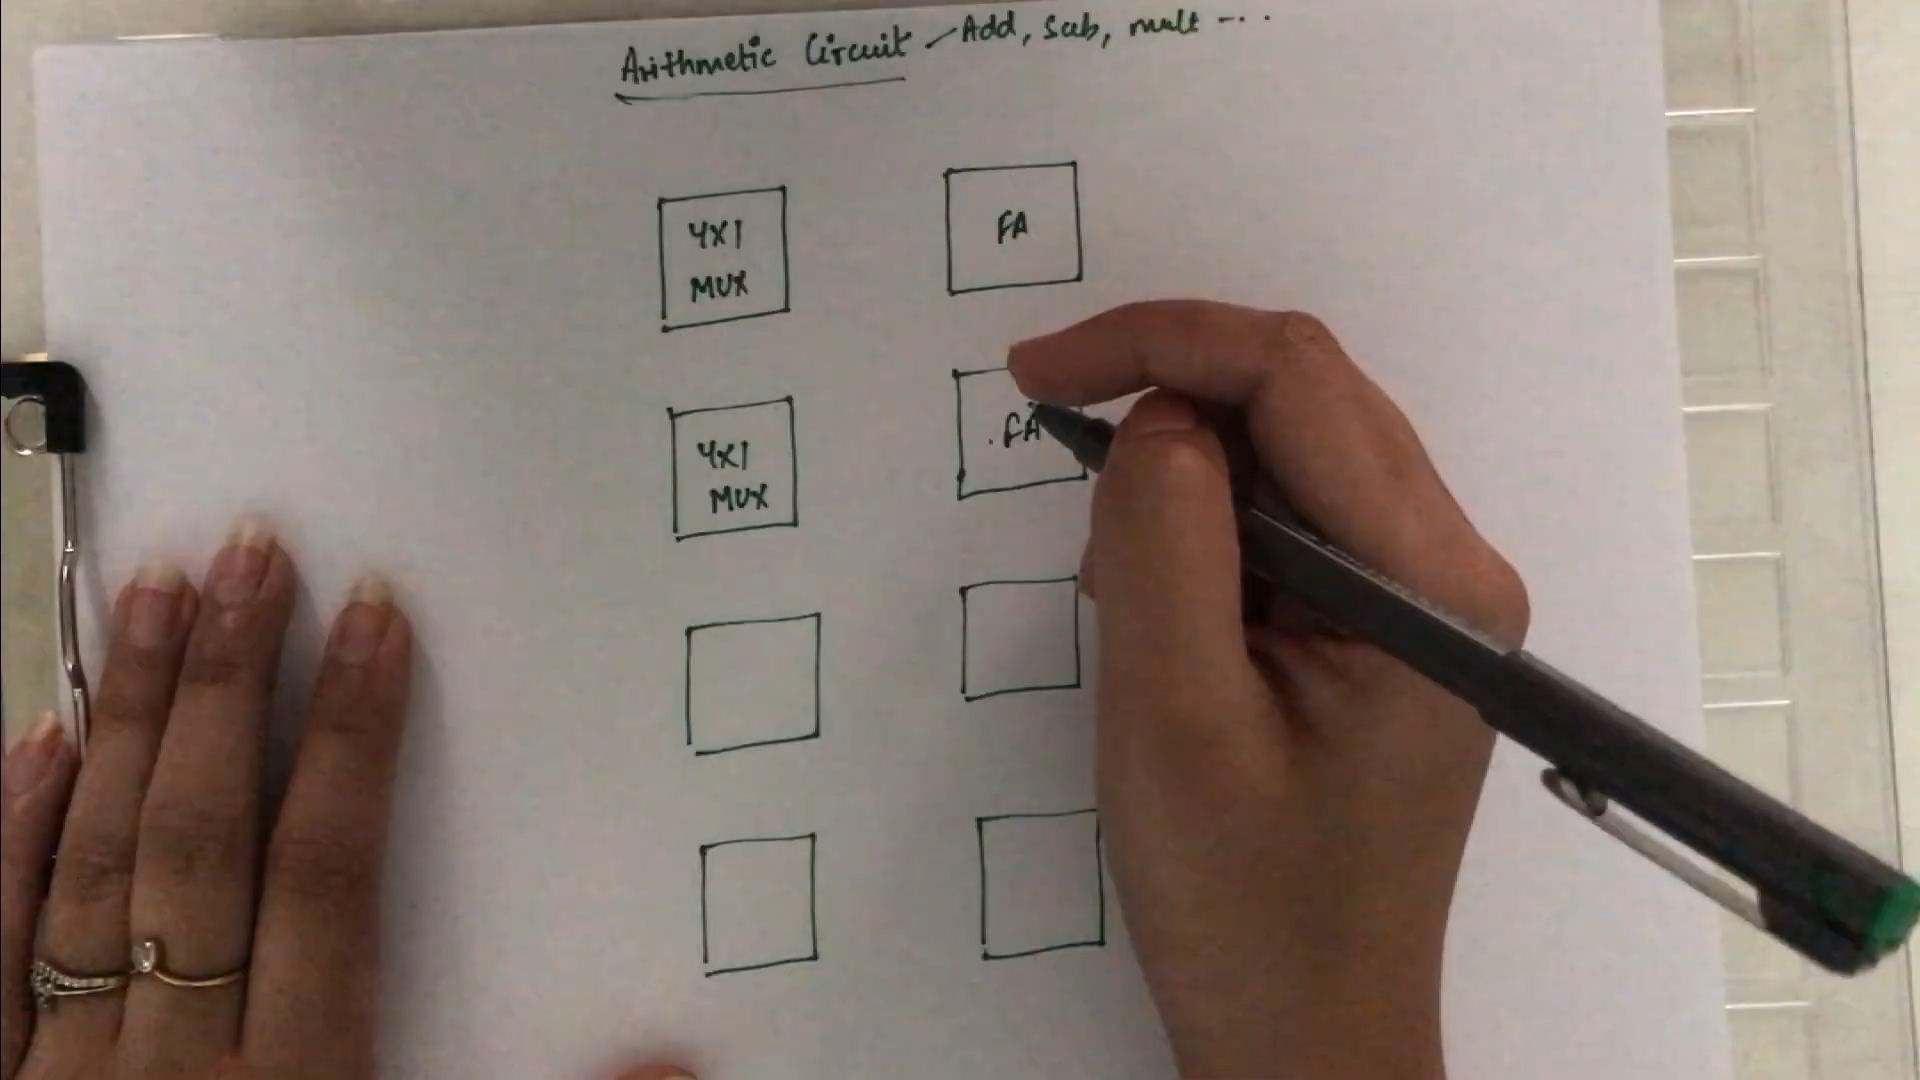 Arithmetic Circuit - Add, sub, mult -...
4X1
MUX
FA
4X1
MUX
.FA